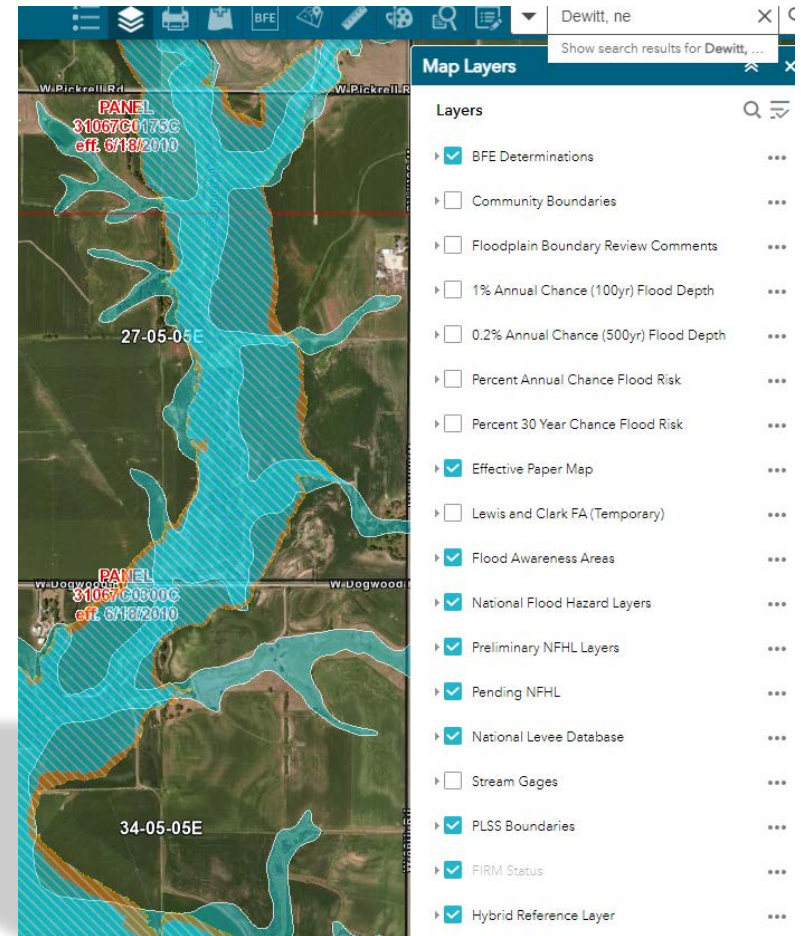 BFE
Dewitt, ne
Show search results for Dewitt, ...
Map Layers
Layers
BFE Determinations
Community Boundaries
Floodplain Boundary Review Comments
1% Annual Chance (100yr) Flood Depth
0.2% Annual Chance (500yr) Flood Depth
Percent Annual Chance Flood Risk
Percent 30 Year Chance Flood Risk
Effective Paper Map
Lewis and Clark FA (Temporary)
Flood Awareness Areas
National Flood Hazard Layers
Preliminary NFHL Layers
Pending NFHL
National Levee Database
Stream Gages
PLSS Boundaries
FIRM Status
Hybrid Reference Layer
W Pickrell Rd
W Pickrell R
PANEL
31067C0175C
eff. 6/18/2010
27-05-05E
W Dogwood
W Dogwood
PANEL
31067C0300C
eff. 6/18/2010
34-05-05E